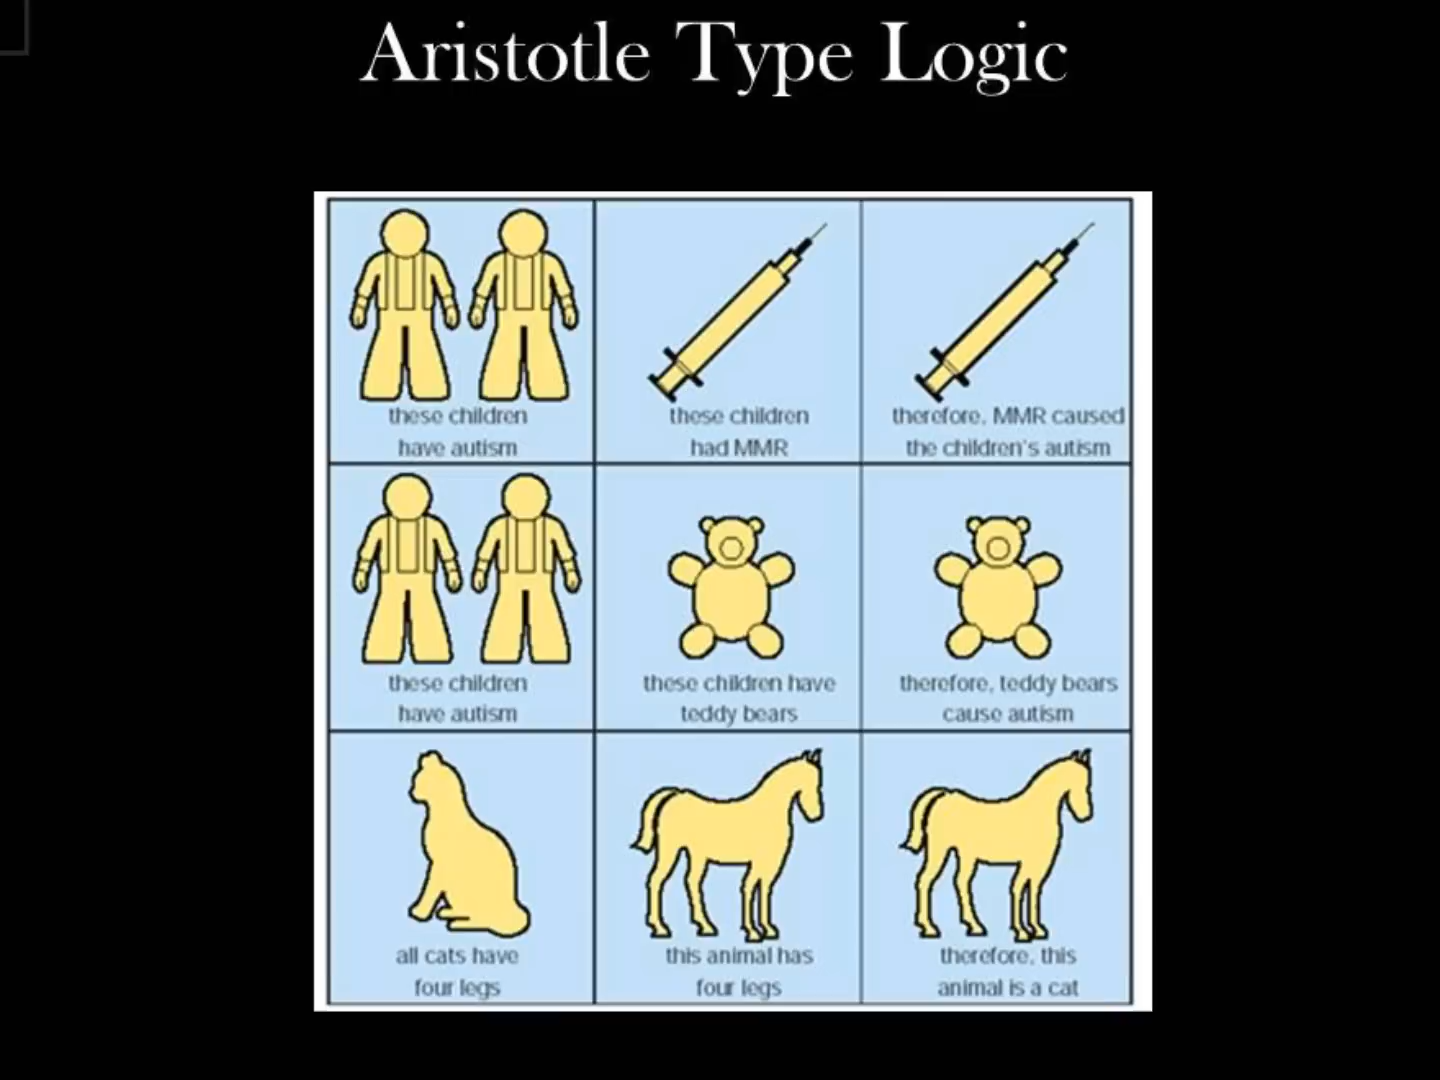 Aristotle Type Logic
these children
have autism
these children
had MMR
therefore, MMR caused
the children's autism
these children
have autism
these children have
teddy bears
therefore, teddy bears
cause autism
all cats have
four legs
this animal has
four legs
therefore, this
animal is a cat